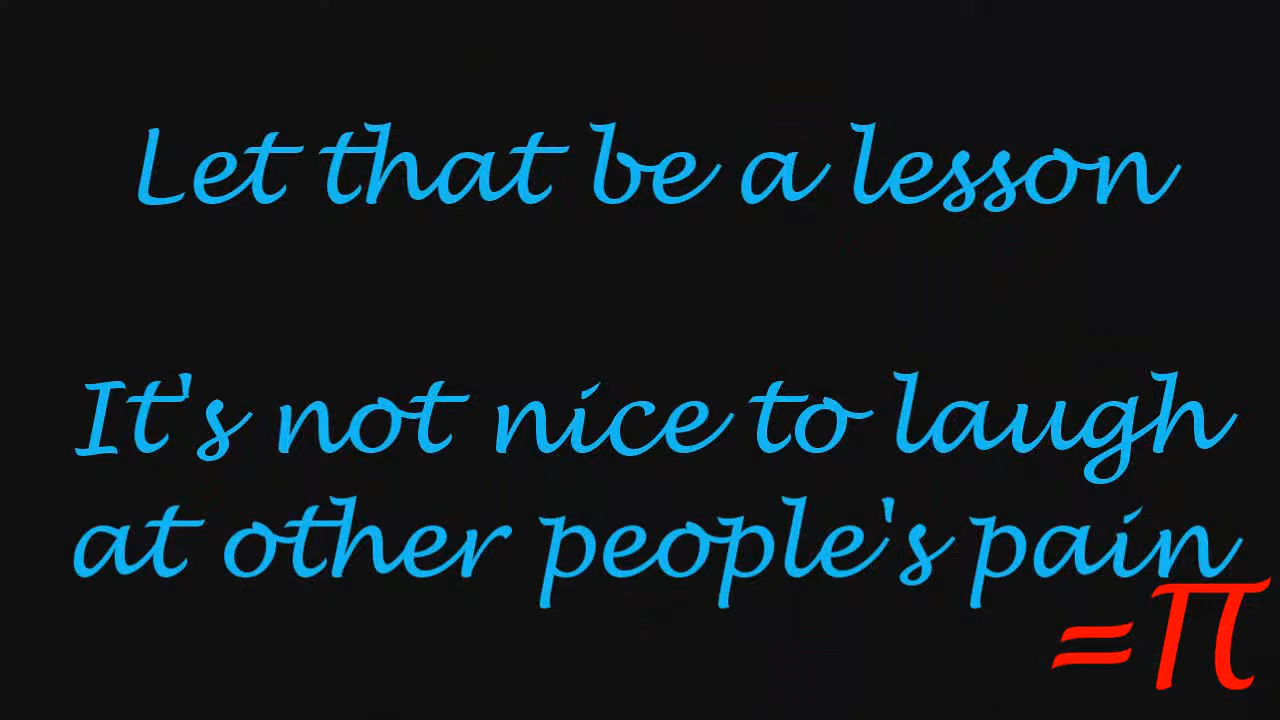 Let that be a lesson
It's not nice to laugh
at other people's pain
=π